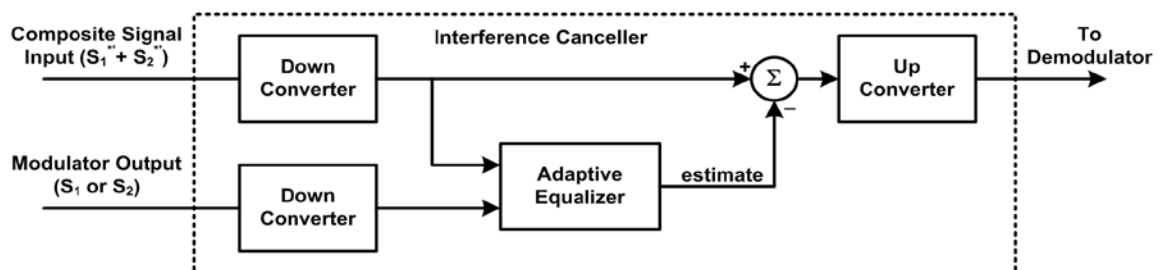 Composite Signal
Input (S₁'' + S₂'')
Interference Canceller
To
Demodulator
Down
Converter
+
Σ
−
Up
Converter
Modulator Output
(S₁ or S₂)
Down
Converter
Adaptive
Equalizer
estimate